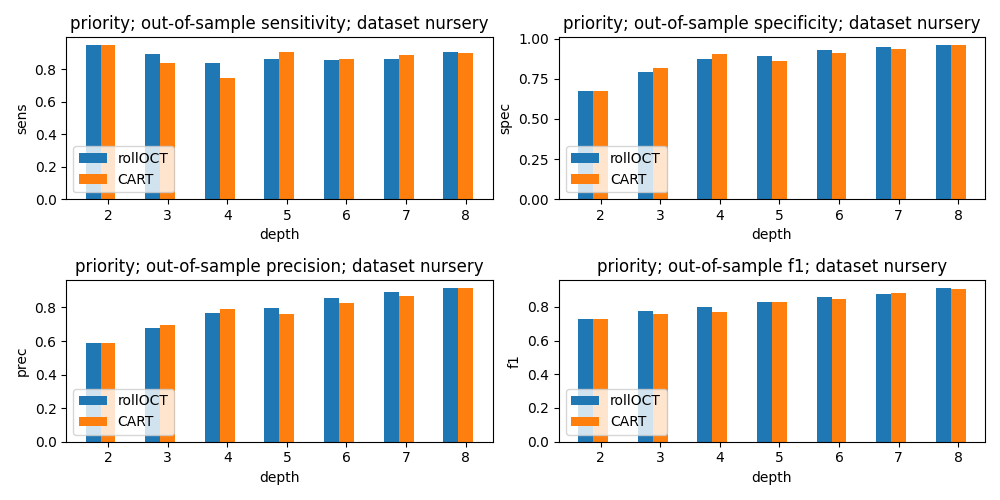 priority; out-of-sample sensitivity; dataset nursery
sens
0.8
0.6
0.4
0.2
0.0
rollOCT
CART
2 3 4 5 6 7 8
depth
priority; out-of-sample specificity; dataset nursery
spec
1.00
0.75
0.50
0.25
0.00
rollOCT
CART
2 3 4 5 6 7 8
depth
priority; out-of-sample precision; dataset nursery
prec
0.8
0.6
0.4
0.2
0.0
rollOCT
CART
2 3 4 5 6 7 8
depth
priority; out-of-sample f1; dataset nursery
f1
0.8
0.6
0.4
0.2
0.0
rollOCT
CART
2 3 4 5 6 7 8
depth